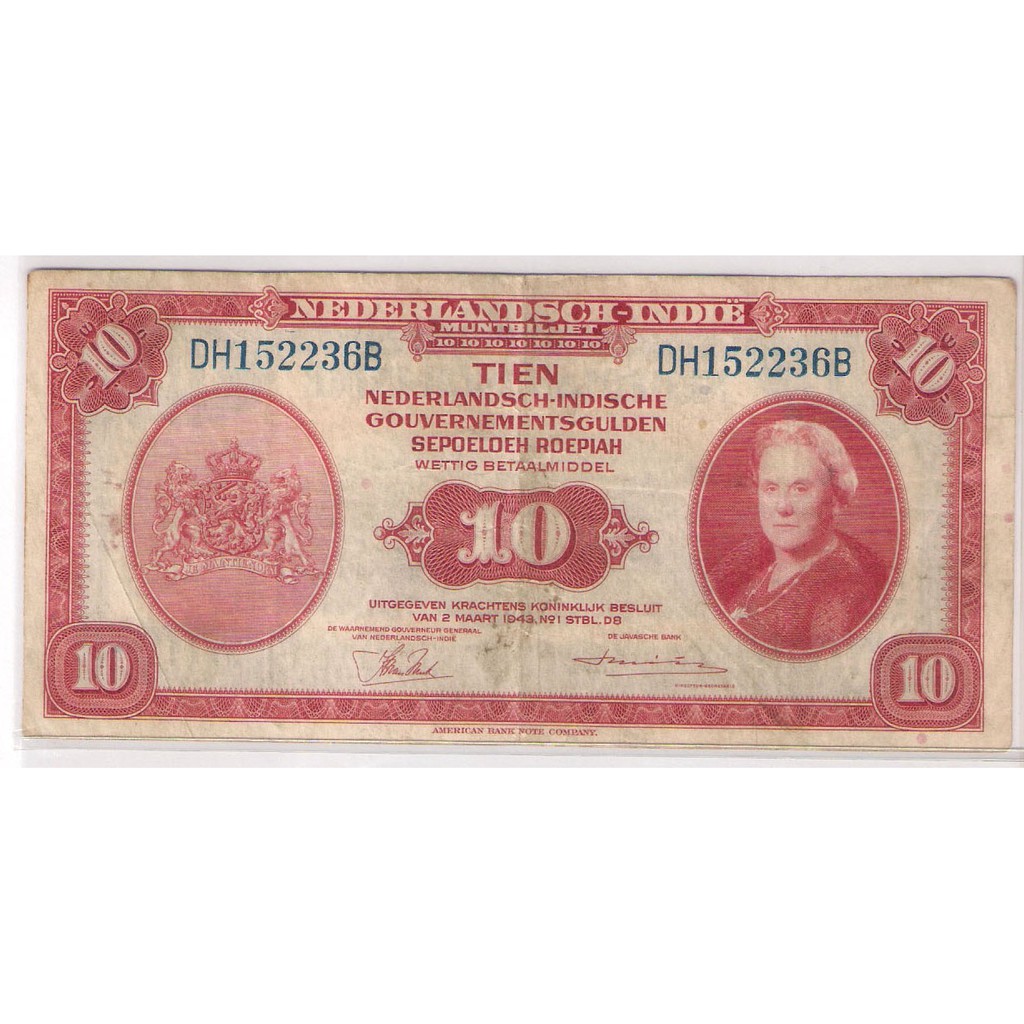 NEDERLANDSCH-INDIË
MUNTBILJET
10 10 10 10 10 10 10
10
10
DH152236B
DH152236B
TIEN
NEDERLANDSCH-INDISCHE
GOUVERNEMENTSGULDEN
SEPOELOEH ROEPIAH
WETTIG BETAALMIDDEL
10
UITGEGEVEN KRACHTENS KONINKLIJK BESLUIT
VAN 2 MAART 1943, No1 STBL. D8
DE WAARNEMEND GOUVERNEUR GENERAAL
VAN NEDERLANDSCH-INDIË
DE JAVASCHE BANK
DIRECTEUR-SECRETARIS
10
10
AMERICAN BANK NOTE COMPANY.